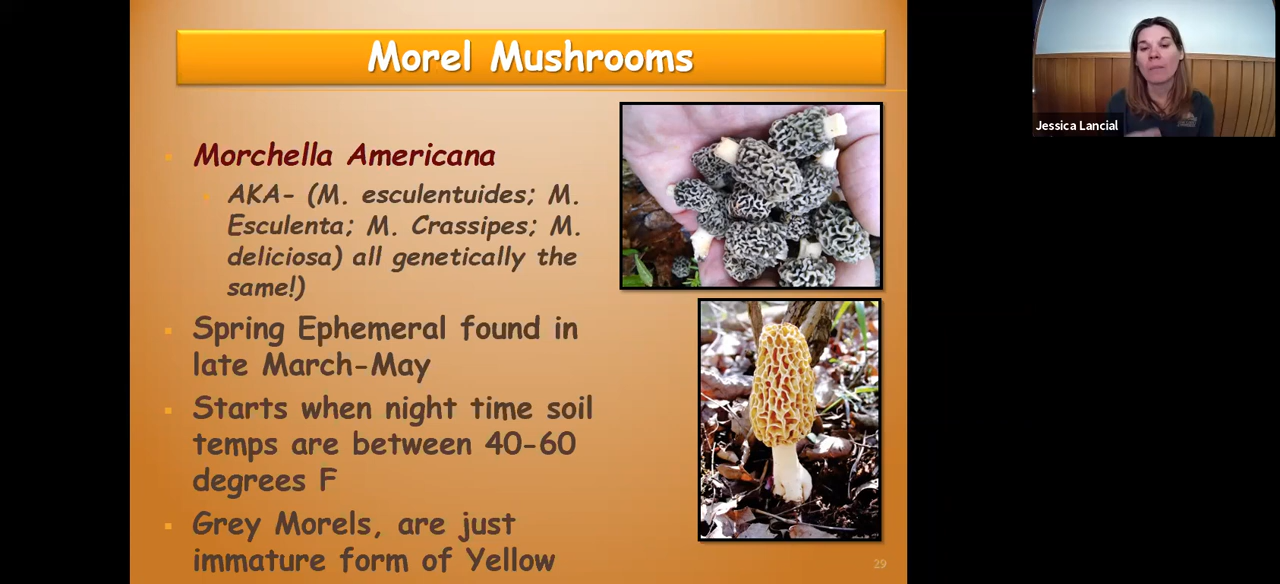 Morel Mushrooms
Jessica Lancial
Morchella Americana
AKA- (M. esculentuides; M.
Esculenta; M. Crassipes; M.
deliciosa) all genetically the
same!)
Spring Ephemeral found in
late March-May
Starts when night time soil
temps are between 40-60
degrees F
Grey Morels, are just
immature form of Yellow
29